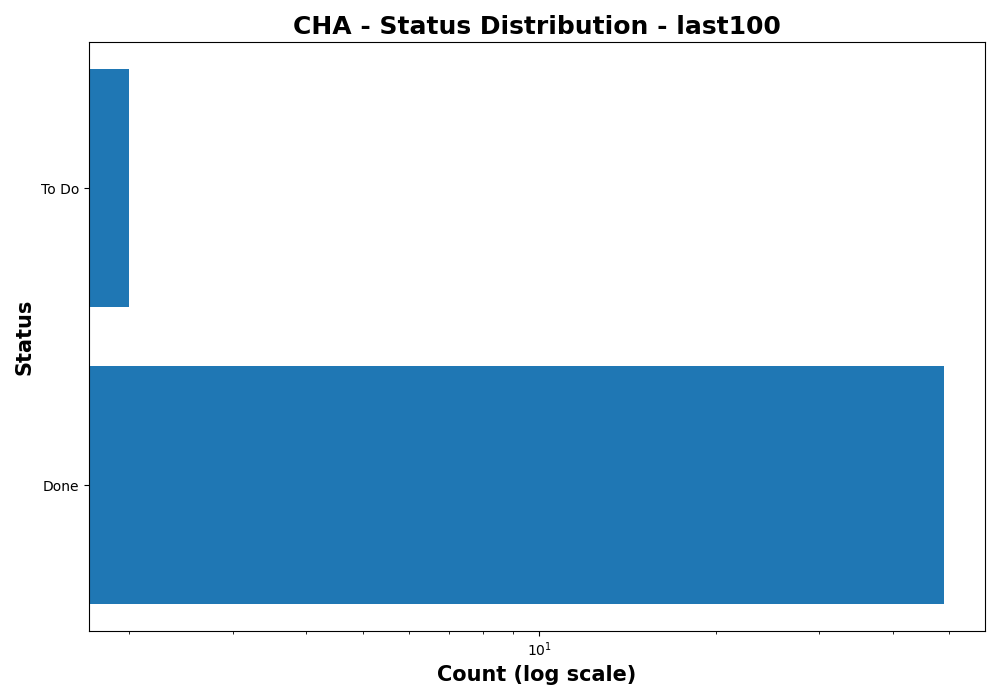 CHA - Status Distribution - last100
Status
To Do
Done
10¹
Count (log scale)